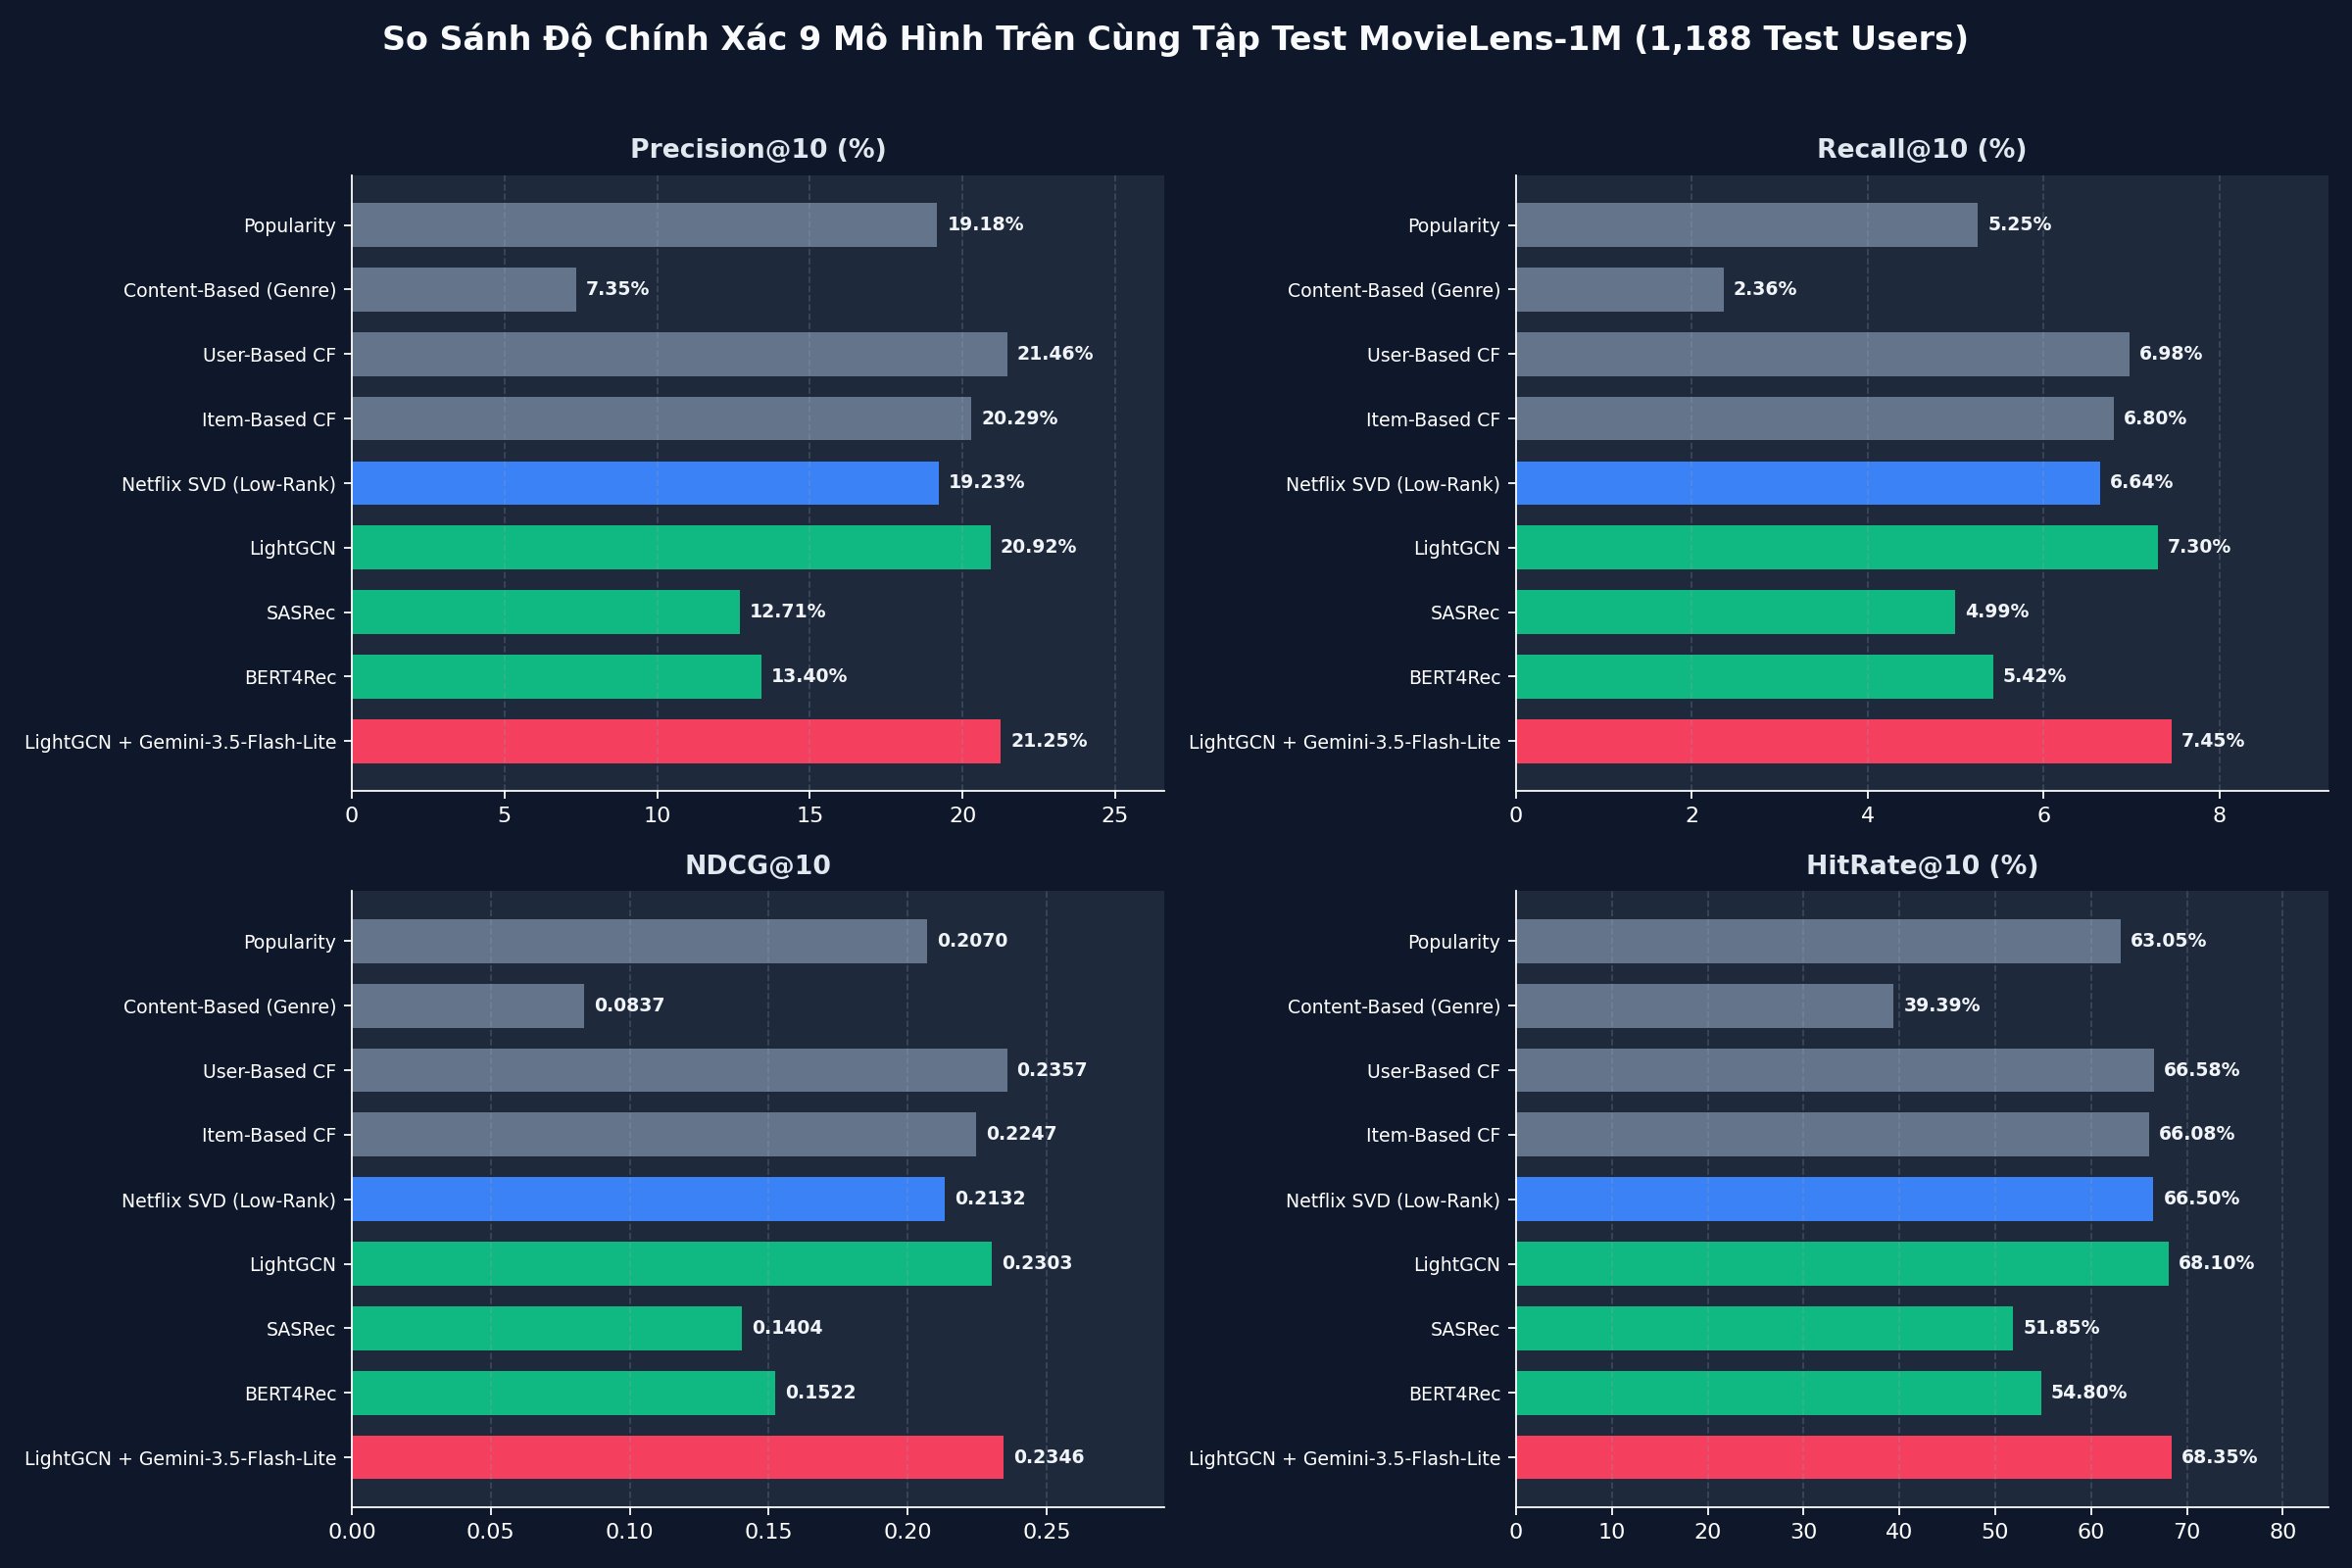 So Sánh Độ Chính Xác 9 Mô Hình Trên Cùng Tập Test MovieLens-1M (1,188 Test Users)
Precision@10 (%)
Popularity 19.18%
Content-Based (Genre) 7.35%
User-Based CF 21.46%
Item-Based CF 20.29%
Netflix SVD (Low-Rank) 19.23%
LightGCN 20.92%
SASRec 12.71%
BERT4Rec 13.40%
LightGCN + Gemini-3.5-Flash-Lite 21.25%
0 5 10 15 20 25
Recall@10 (%)
Popularity 5.25%
Content-Based (Genre) 2.36%
User-Based CF 6.98%
Item-Based CF 6.80%
Netflix SVD (Low-Rank) 6.64%
LightGCN 7.30%
SASRec 4.99%
BERT4Rec 5.42%
LightGCN + Gemini-3.5-Flash-Lite 7.45%
0 2 4 6 8
NDCG@10
Popularity 0.2070
Content-Based (Genre) 0.0837
User-Based CF 0.2357
Item-Based CF 0.2247
Netflix SVD (Low-Rank) 0.2132
LightGCN 0.2303
SASRec 0.1404
BERT4Rec 0.1522
LightGCN + Gemini-3.5-Flash-Lite 0.2346
0.00 0.05 0.10 0.15 0.20 0.25
HitRate@10 (%)
Popularity 63.05%
Content-Based (Genre) 39.39%
User-Based CF 66.58%
Item-Based CF 66.08%
Netflix SVD (Low-Rank) 66.50%
LightGCN 68.10%
SASRec 51.85%
BERT4Rec 54.80%
LightGCN + Gemini-3.5-Flash-Lite 68.35%
0 10 20 30 40 50 60 70 80